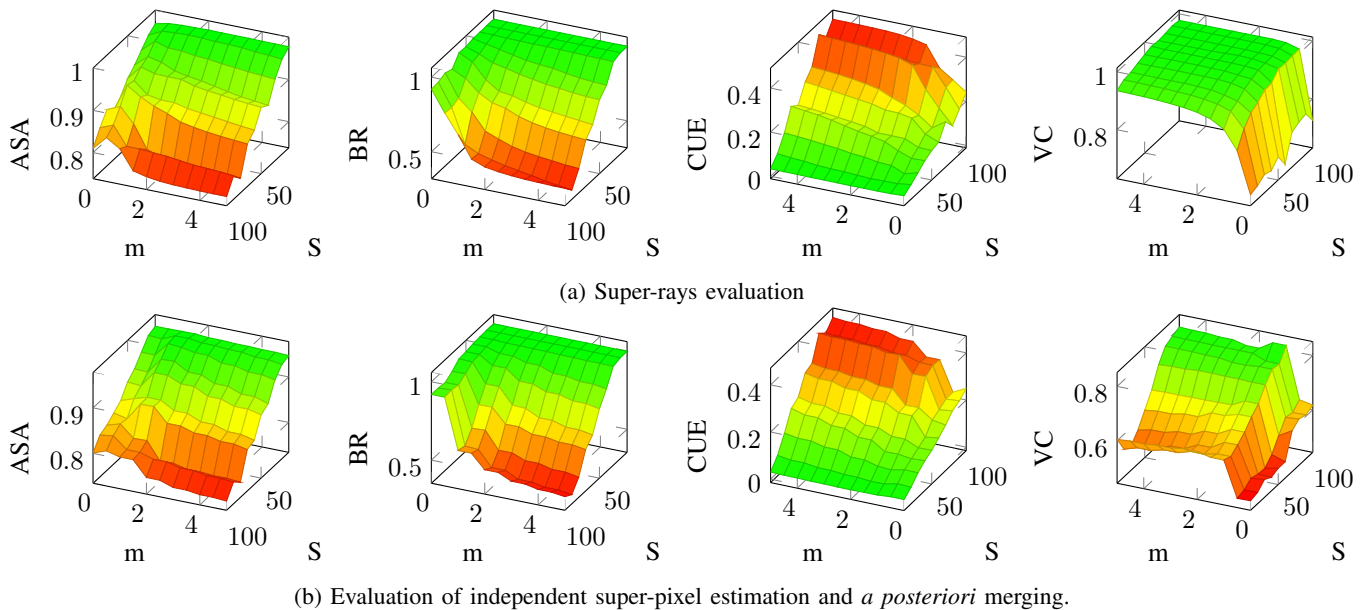 ASA
1
0.9
0.8
0
2
4
m
100
50
S
BR
1
0.5
0
2
4
m
100
50
S
CUE
0.4
0.2
0
4
2
0
m
50
100
S
VC
1
0.8
4
2
0
m
50
100
S
(a) Super-rays evaluation
ASA
0.9
0.8
0
2
4
m
100
50
S
BR
1
0.5
0
2
4
m
100
50
S
CUE
0.4
0.2
0
4
2
0
m
50
100
S
VC
0.8
0.6
4
2
0
m
50
100
S
(b) Evaluation of independent super-pixel estimation and a posteriori merging.